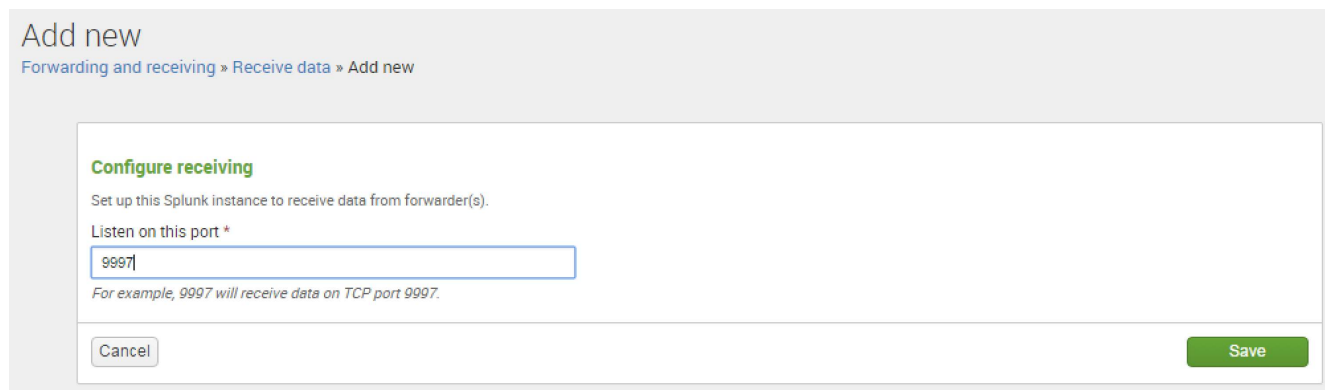 Add new
Forwarding and receiving » Receive data » Add new
Configure receiving
Set up this Splunk instance to receive data from forwarder(s).
Listen on this port *
9997
For example, 9997 will receive data on TCP port 9997.
Cancel
Save